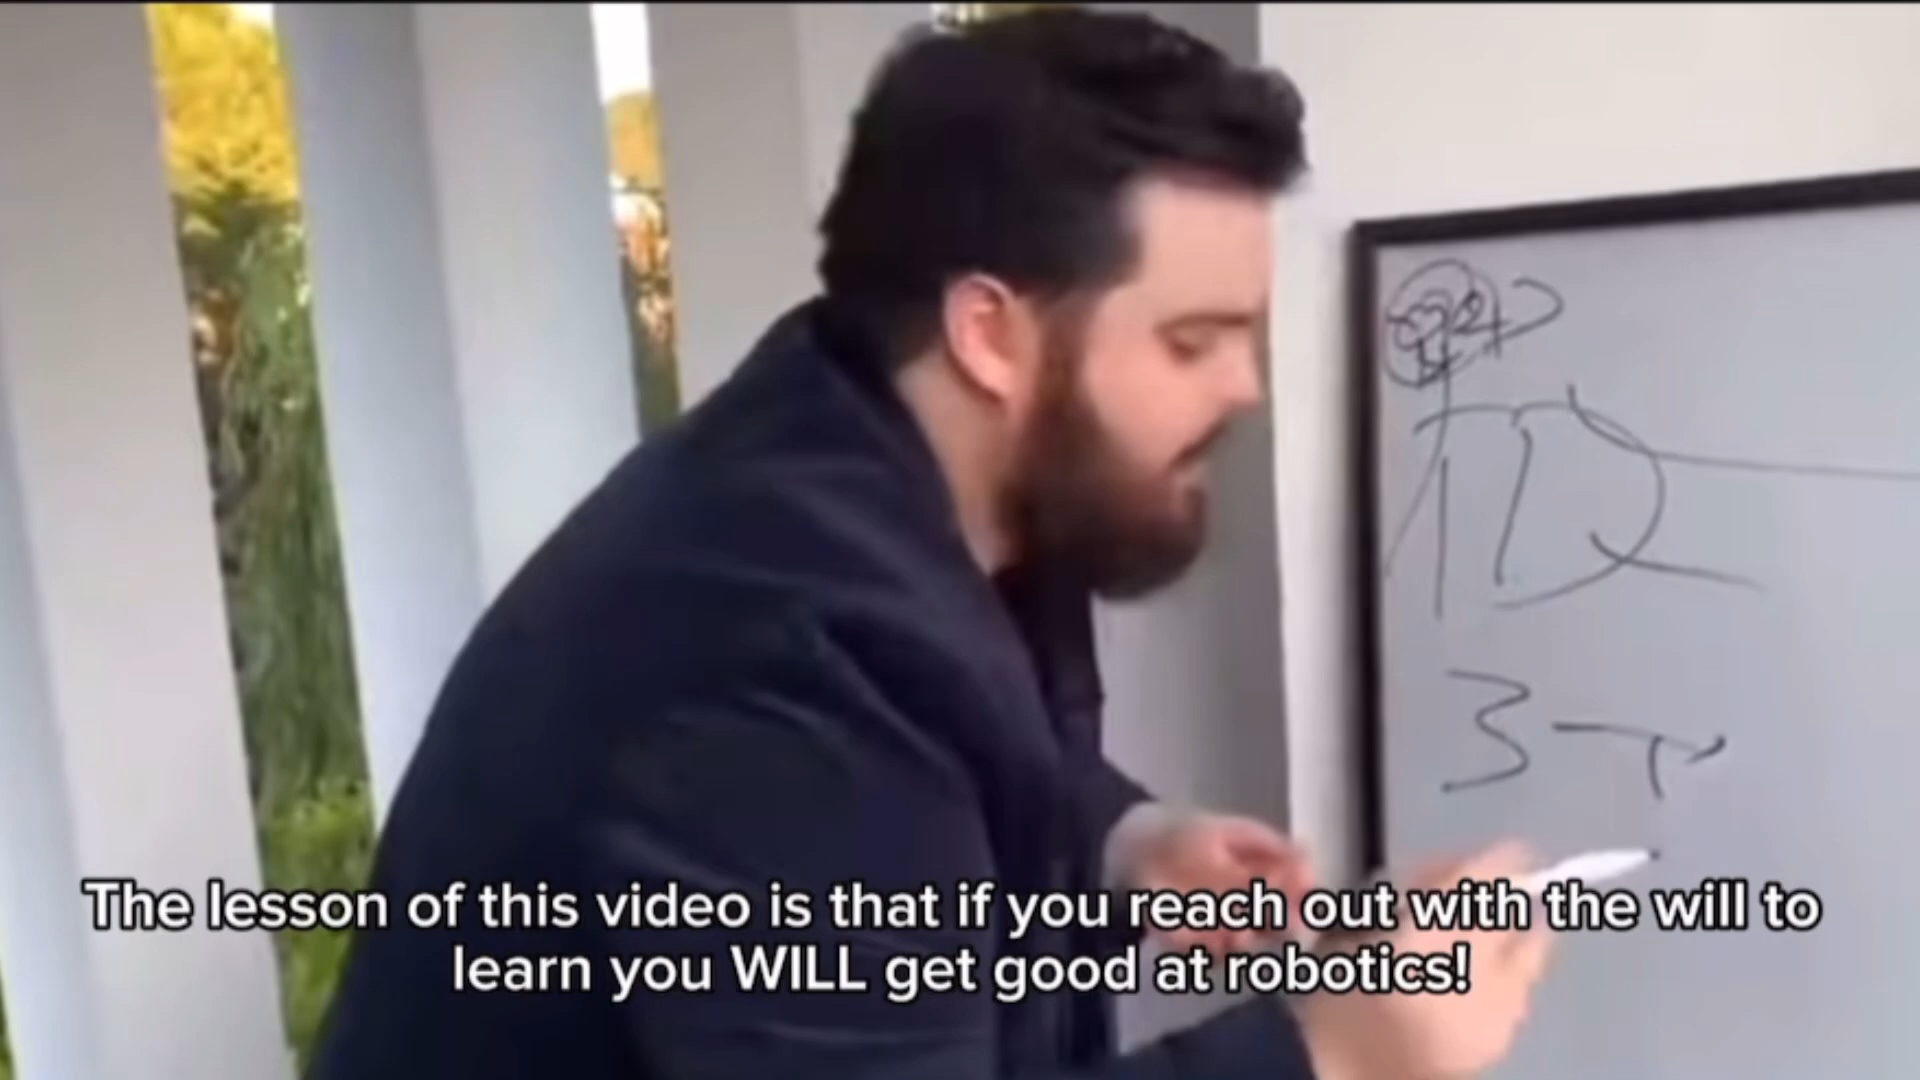 The lesson of this video is that if you reach out with the will to
learn you WILL get good at robotics!